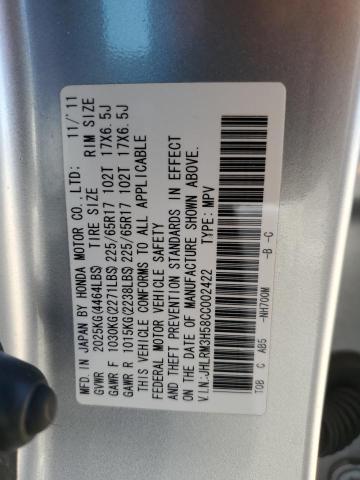 MFD. IN JAPAN BY HONDA MOTOR CO., LTD: 11/'11
GVWR 2025KG(4464LBS) TIRE SIZE RIM SIZE
GAWR F 1030KG(2271LBS) 225/65R17 102T 17X6.5J
GAWR R 1015KG(2238LBS) 225/65R17 102T 17X6.5J
THIS VEHICLE CONFORMS TO ALL APPLICABLE
FEDERAL MOTOR VEHICLE SAFETY
AND THEFT PREVENTION STANDARDS IN EFFECT
ON THE DATE OF MANUFACTURE SHOWN ABOVE.
V.I.N:JHLRM3H58CC002422 TYPE: MPV
T0B C AB5 -NH700M -B -C